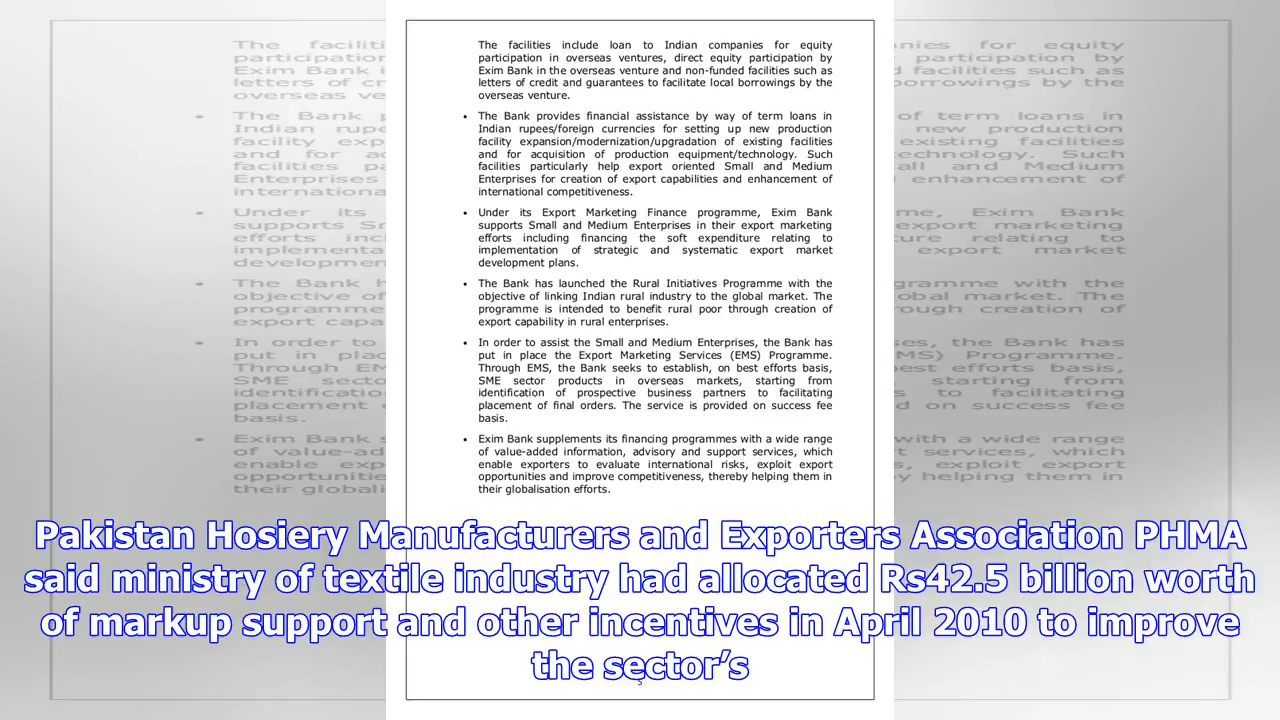 The facilities include loan to Indian companies for equity
participation in overseas ventures, direct equity participation by
Exim Bank in the overseas venture and non-funded facilities such as
letters of credit and guarantees to facilitate local borrowings by the
overseas venture.
• The Bank provides financial assistance by way of term loans in
Indian rupees/foreign currencies for setting up new production
facility expansion/modernization/upgradation of existing facilities
and for acquisition of production equipment/technology. Such
facilities particularly help export oriented Small and Medium
Enterprises for creation of export capabilities and enhancement of
international competitiveness.
• Under its Export Marketing Finance programme, Exim Bank
supports Small and Medium Enterprises in their export marketing
efforts including financing the soft expenditure relating to
implementation of strategic and systematic export market
development plans.
• The Bank has launched the Rural Initiatives Programme with the
objective of linking Indian rural industry to the global market. The
programme is intended to benefit rural poor through creation of
export capability in rural enterprises.
• In order to assist the Small and Medium Enterprises, the Bank has
put in place the Export Marketing Services (EMS) Programme.
Through EMS, the Bank seeks to establish, on best efforts basis,
SME sector products in overseas markets, starting from
identification of prospective business partners to facilitating
placement of final orders. The service is provided on success fee
basis.
• Exim Bank supplements its financing programmes with a wide range
of value-added information, advisory and support services, which
enable exporters to evaluate international risks, exploit export
opportunities and improve competitiveness, thereby helping them in
their globalisation efforts.
Pakistan Hosiery Manufacturers and Exporters Association PHMA
said ministry of textile industry had allocated Rs42.5 billion worth
of markup support and other incentives in April 2010 to improve
the sector’s
5